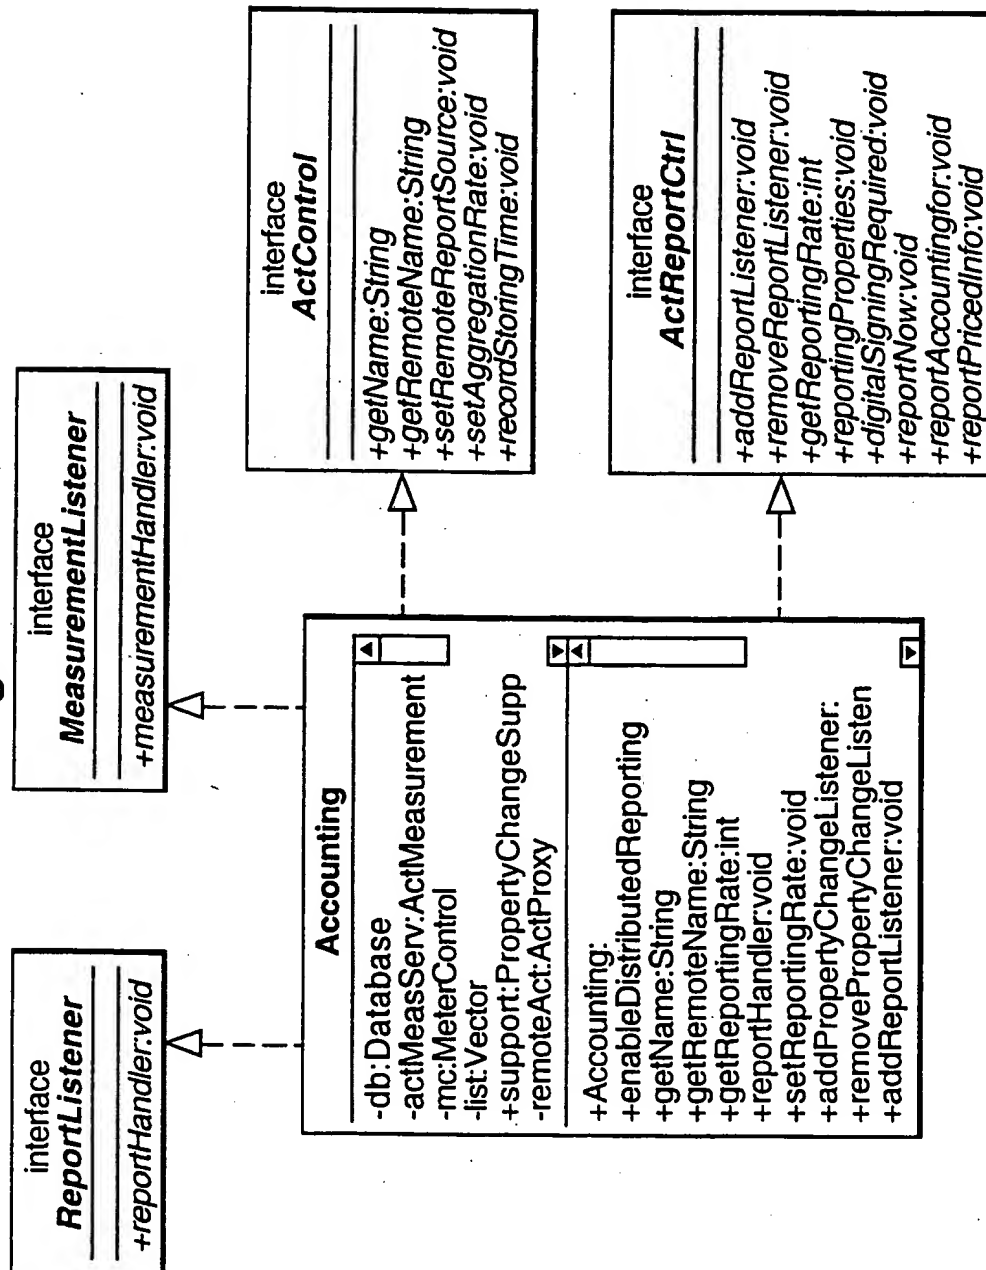 interface
ReportListener
+reportHandler:void
interface
MeasurementListener
+measurementHandler:void
Accounting
-db:Database
-actMeasServ:ActMeasurement
-mc:MeterControl
-list:Vector
+support:PropertyChangeSupp
-remoteAct:ActProxy
+Accounting:
+enableDistributedReporting
+getName:String
+getRemoteName:String
+getReportingRate:int
+reportHandler:void
+setReportingRate:void
+addPropertyChangeListener:
+removePropertyChangeListen
+addReportListener:void
interface
ActControl
+getName:String
+getRemoteName:String
+setRemoteReportSource:void
+setAggregationRate:void
+recordStoringTime:void
interface
ActReportCtrl
+addReportListener:void
+removeReportListener:void
+getReportingRate:int
+reportingProperties:void
+digitalSigningRequired:void
+reportNow:void
+reportAccountingfor:void
+reportPricedInfo:void